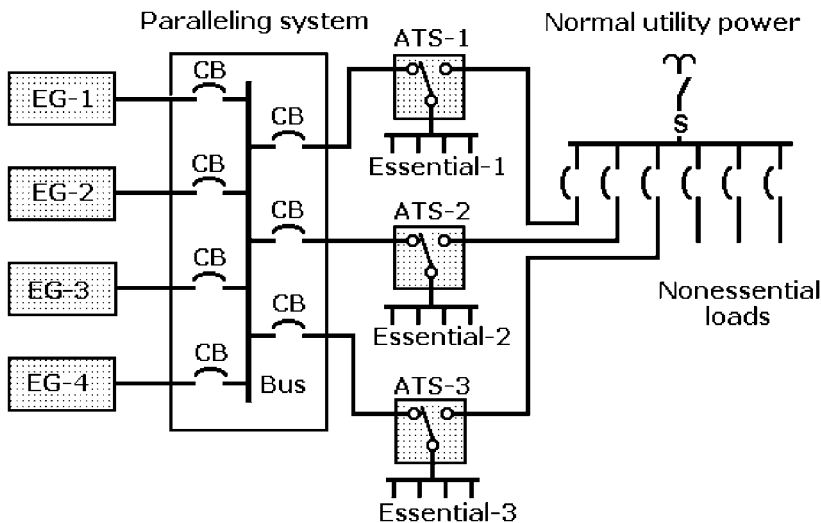 Paralleling system
ATS-1
Normal utility power
CB
EG-1
CB
S
Essential-1
CB
EG-2
ATS-2
CB
CB
EG-3
Nonessential
loads
CB
Essential-2
CB
EG-4
Bus
ATS-3
Essential-3